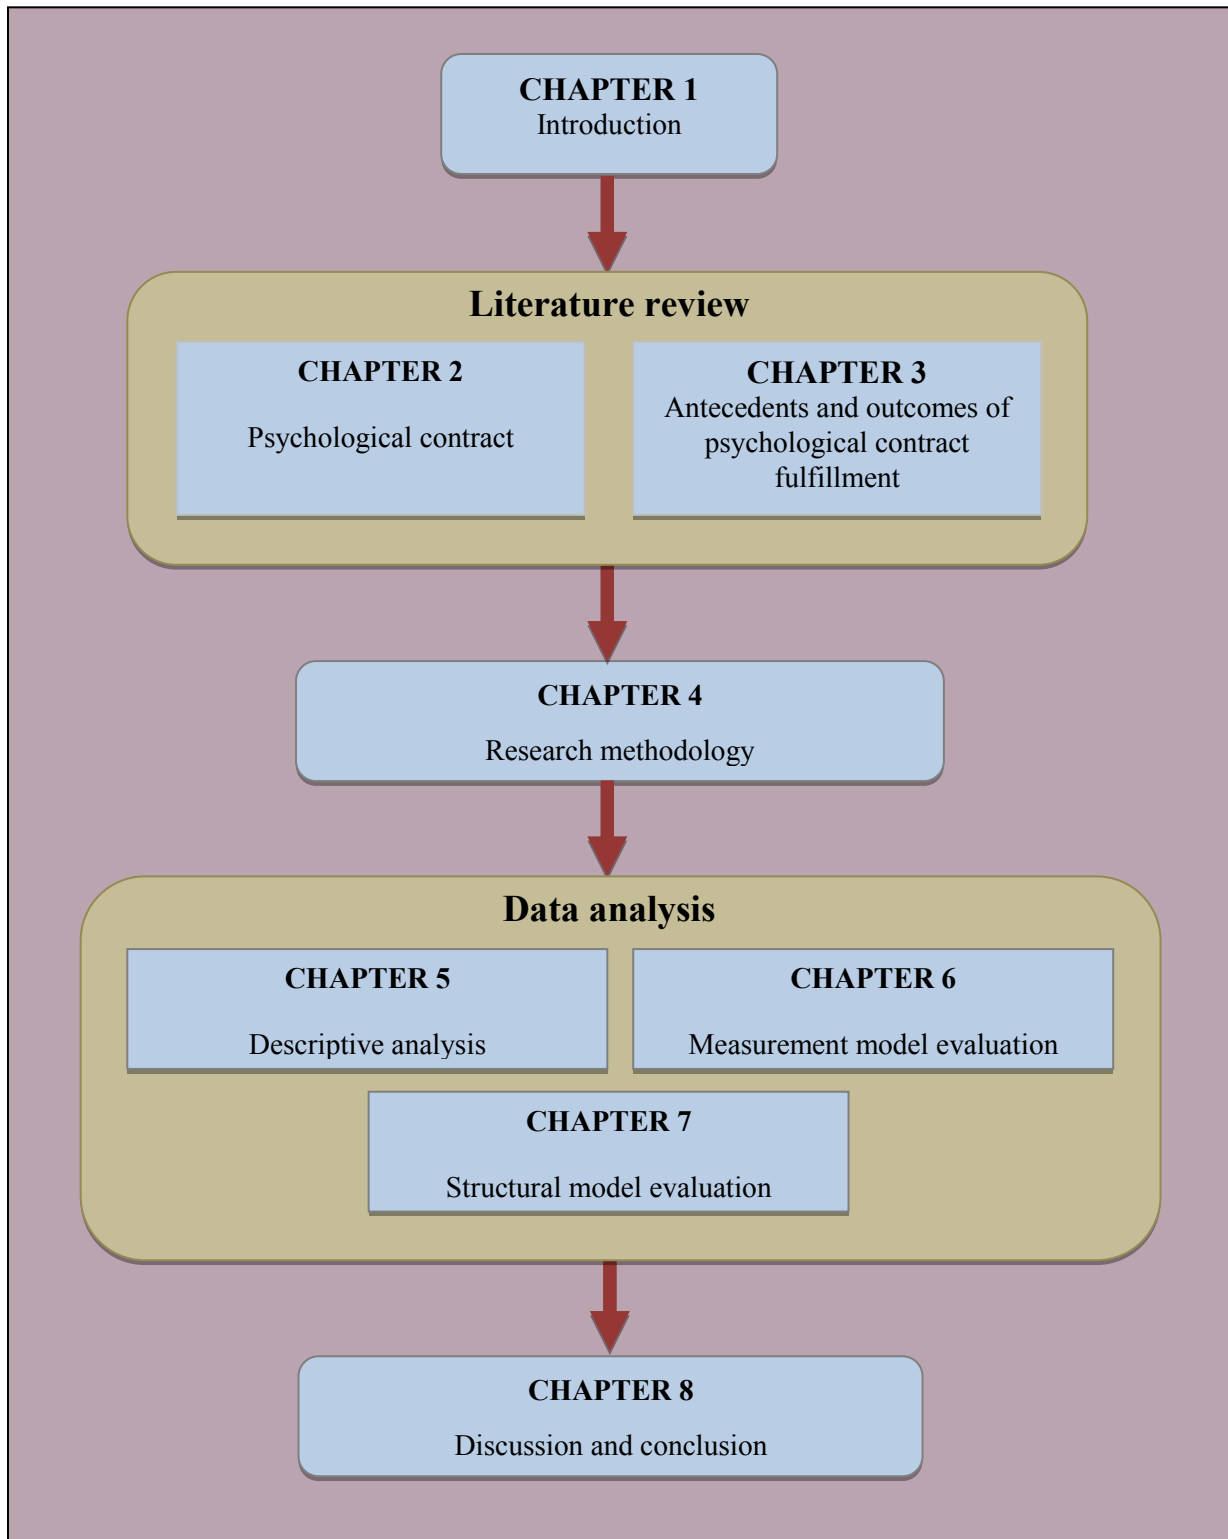 CHAPTER 1
Introduction
Literature review
CHAPTER 2
Psychological contract
CHAPTER 3
Antecedents and outcomes of
psychological contract
fulfillment
CHAPTER 4
Research methodology
Data analysis
CHAPTER 5
Descriptive analysis
CHAPTER 6
Measurement model evaluation
CHAPTER 7
Structural model evaluation
CHAPTER 8
Discussion and conclusion